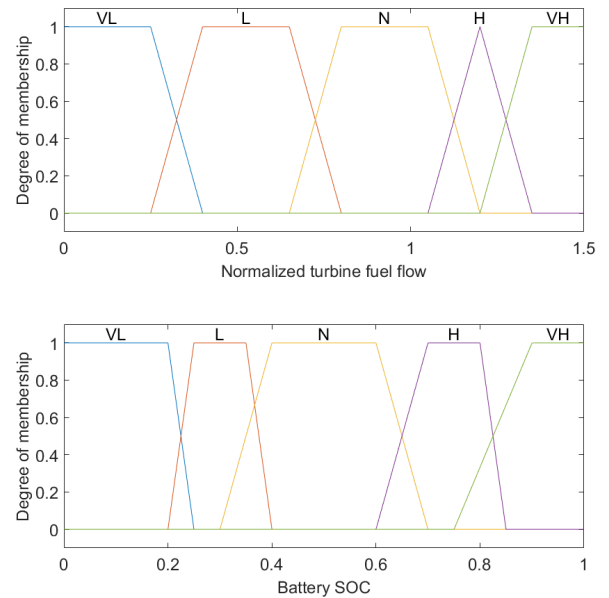 VL L N H VH
1
0.8
0.6
0.4
0.2
0
Degree of membership
0 0.5 1 1.5
Normalized turbine fuel flow
VL L N H VH
1
0.8
0.6
0.4
0.2
0
Degree of membership
0 0.2 0.4 0.6 0.8 1
Battery SOC